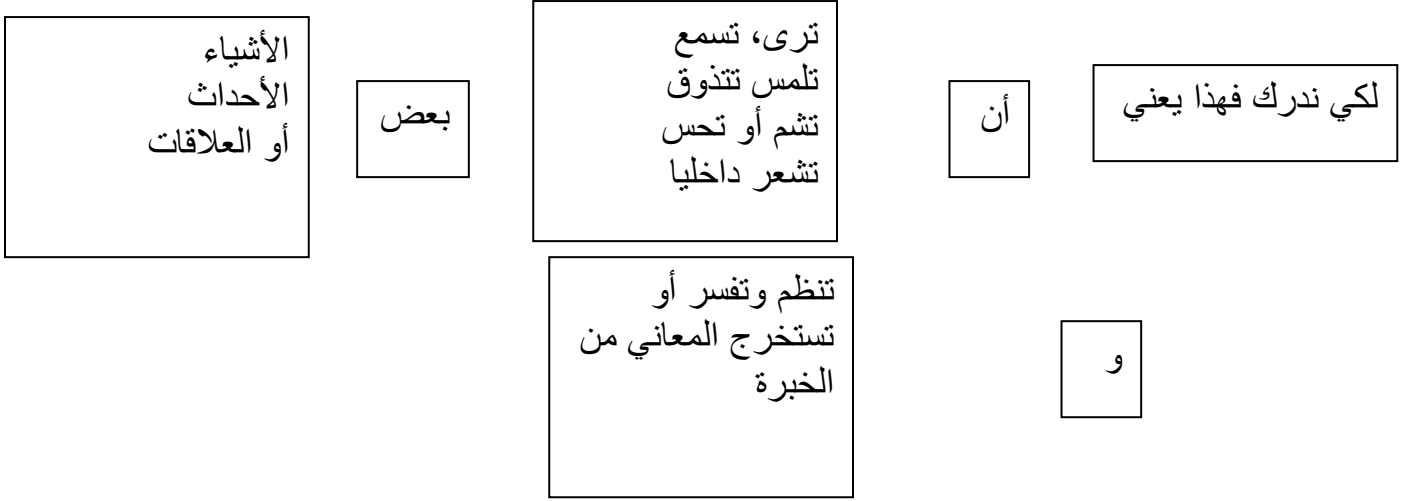 لكي ندرك فهذا يعني
أن
ترى، تسمع
تلمس تتذوق
تشم أو تحس
تشعر داخليا
بعض
الأشياء
الأحداث
أو العلاقات
و
تنظم وتفسر أو
تستخرج المعاني من
الخبرة